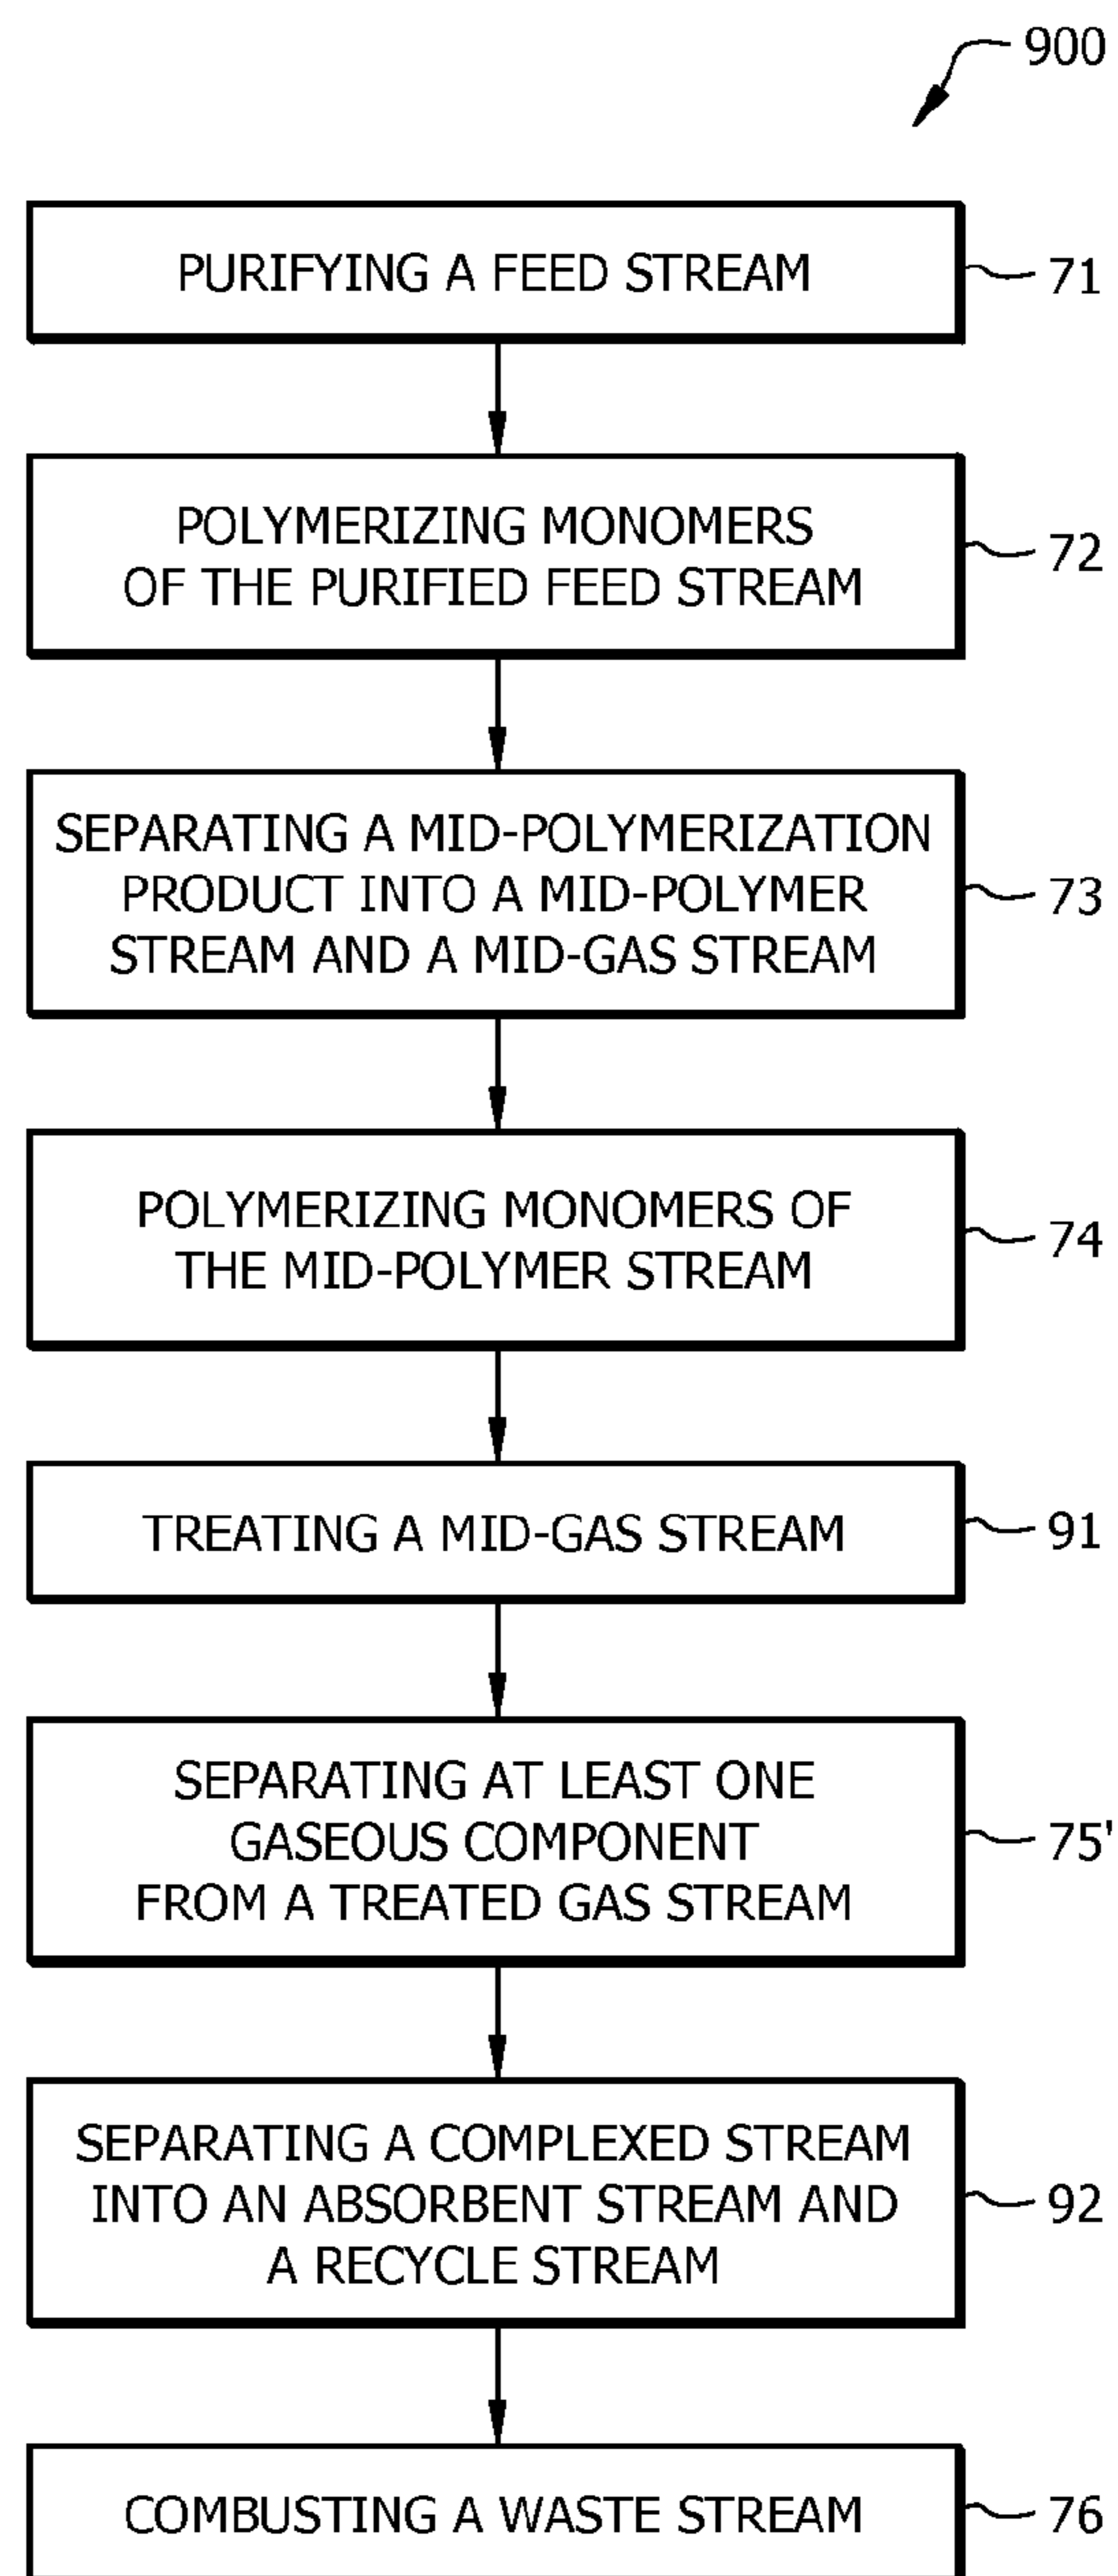 900
PURIFYING A FEED STREAM
71
POLYMERIZING MONOMERS
OF THE PURIFIED FEED STREAM
72
SEPARATING A MID-POLYMERIZATION
PRODUCT INTO A MID-POLYMER
STREAM AND A MID-GAS STREAM
73
POLYMERIZING MONOMERS OF
THE MID-POLYMER STREAM
74
TREATING A MID-GAS STREAM
91
SEPARATING AT LEAST ONE
GASEOUS COMPONENT
FROM A TREATED GAS STREAM
75'
SEPARATING A COMPLEXED STREAM
INTO AN ABSORBENT STREAM AND
A RECYCLE STREAM
92
COMBUSTING A WASTE STREAM
76